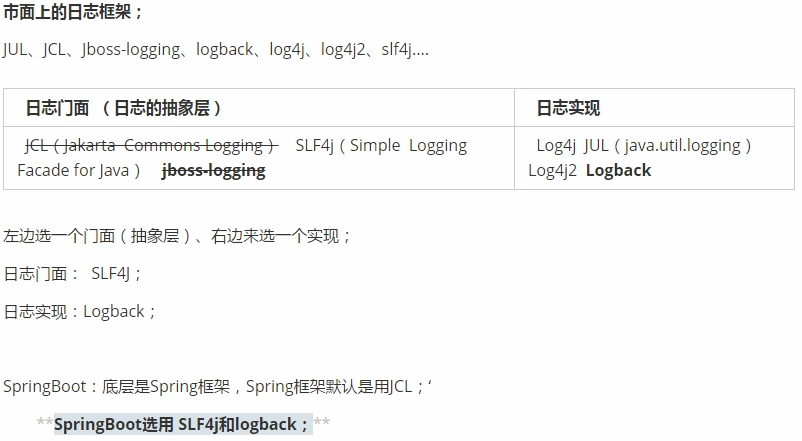 市面上的日志框架；
JUL、JCL、Jboss-logging、logback、log4j、log4j2、slf4j....
日志门面 （日志的抽象层）
日志实现
JCL（Jakarta Commons Logging） SLF4j（Simple Logging
Facade for Java） jboss-logging
Log4j JUL（java.util.logging）
Log4j2 Logback
左边选一个门面（抽象层）、右边来选一个实现；
日志门面： SLF4J；
日志实现：Logback；
SpringBoot：底层是Spring框架，Spring框架默认是用JCL；‘
**SpringBoot选用 SLF4j和logback；**